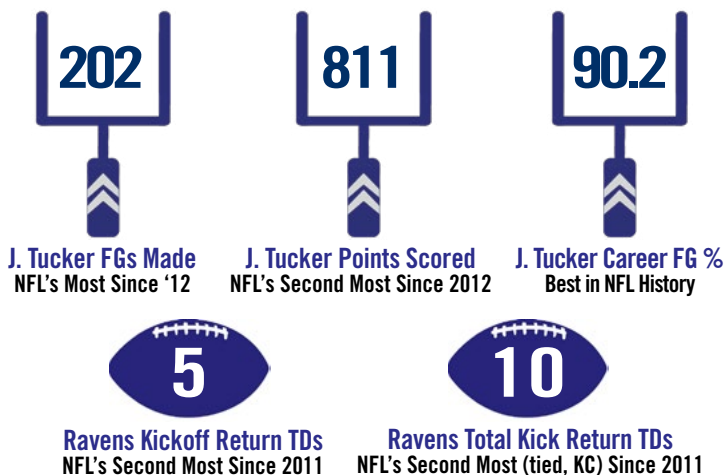 202
811
90.2
J. Tucker FGs Made
NFL's Most Since ‘12
J. Tucker Points Scored
NFL's Second Most Since 2012
J. Tucker Career FG %
Best in NFL History
5
10
Ravens Kickoff Return TDs
NFL's Second Most Since 2011
Ravens Total Kick Return TDs
NFL's Second Most (tied, KC) Since 2011